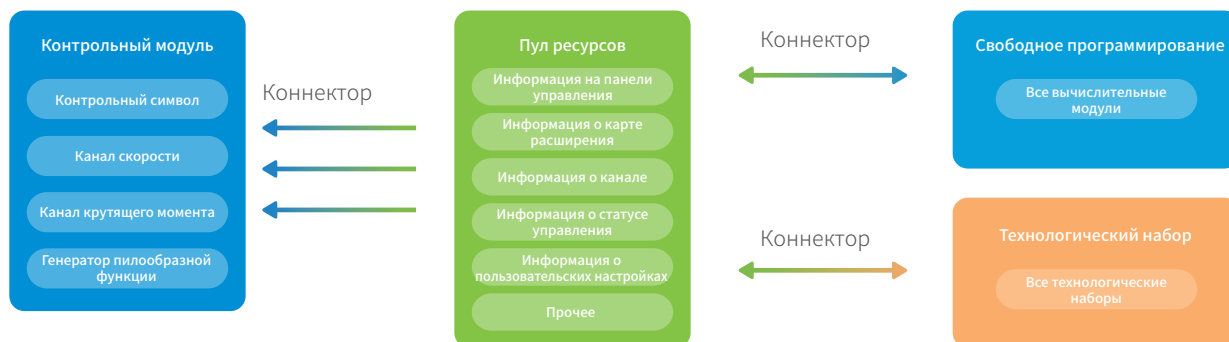 Контрольный модуль
Контрольный символ
Канал скорости
Канал крутящего момента
Генератор пилообразной
функции
Коннектор
Пул ресурсов
Информация на панели
управления
Информация о карте
расширения
Информация о канале
Информация о статусе
управления
Информация о
пользовательских настройках
Прочее
Коннектор
Свободное программирование
Все вычислительные
модули
Коннектор
Технологический набор
Все технологические
наборы